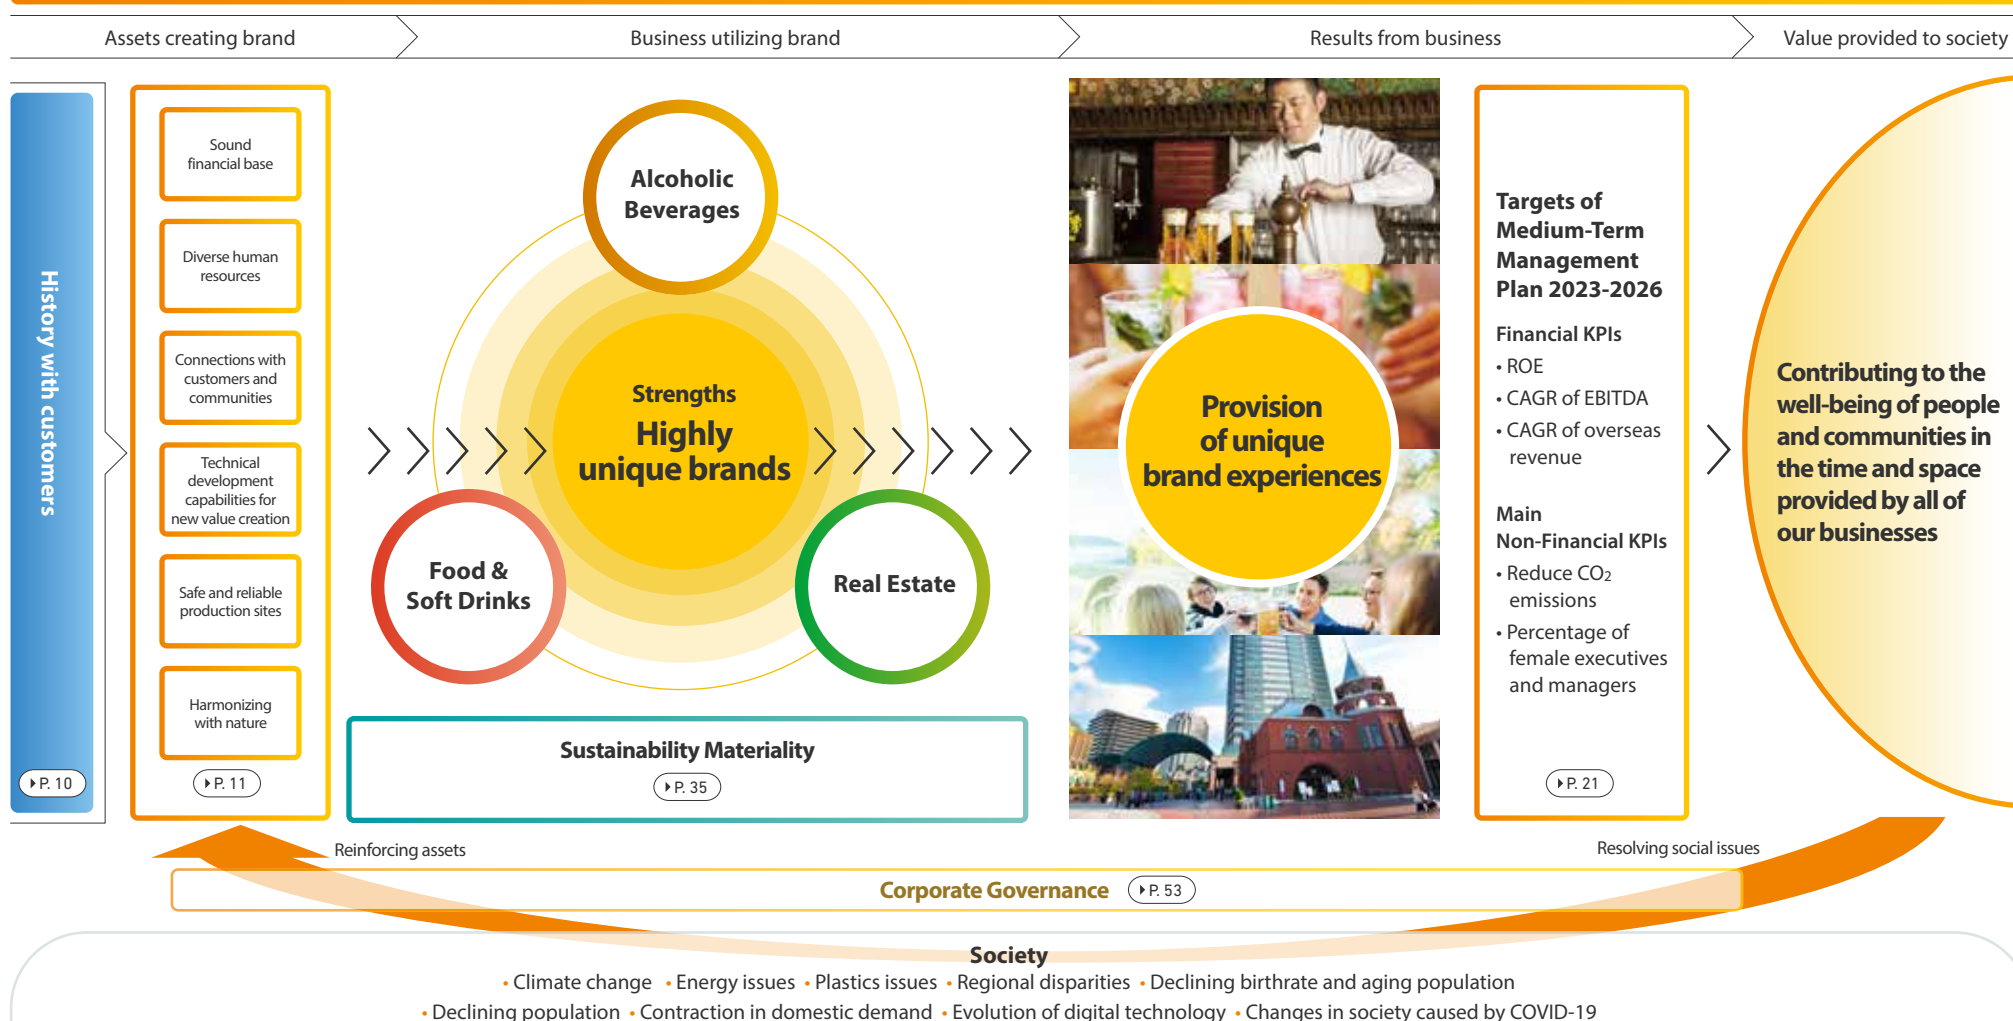 Assets creating brand
Business utilizing brand
Results from business
Value provided to society
History with customers
P. 10
Sound
financial base
Diverse human
resources
Connections with
customers and
communities
Technical
development
capabilities for
new value creation
Safe and reliable
production sites
Harmonizing
with nature
P. 11
Alcoholic
Beverages
Strengths
Highly
unique brands
Food &
Soft Drinks
Real Estate
Sustainability Materiality
P. 35
Provision
of unique
brand experiences
Targets of
Medium-Term
Management
Plan 2023-2026
Financial KPIs
• ROE
• CAGR of EBITDA
• CAGR of overseas
revenue
Main
Non-Financial KPIs
• Reduce CO2
emissions
• Percentage of
female executives
and managers
P. 21
Contributing to the
well-being of people
and communities in
the time and space
provided by all of
our businesses
Reinforcing assets
Resolving social issues
Corporate Governance P. 53
Society
• Climate change • Energy issues • Plastics issues • Regional disparities • Declining birthrate and aging population
• Declining population • Contraction in domestic demand • Evolution of digital technology • Changes in society caused by COVID-19